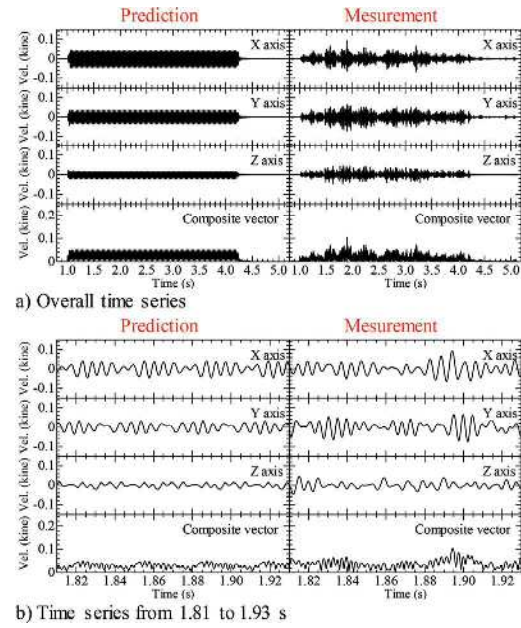 Prediction Mesurement
Vel. (kine) 0.1 0 -0.1 X axis X axis
Vel. (kine) 0.1 0 -0.1 Y axis Y axis
Vel. (kine) 0.1 0 -0.1 Z axis Z axis
Vel. (kine) 0.2 0.1 0 Composite vector Composite vector
1.0 1.5 2.0 2.5 3.0 3.5 4.0 4.5 5.0 1.0 1.5 2.0 2.5 3.0 3.5 4.0 4.5 5.0
Time (s) Time (s)
a) Overall time series
Prediction Mesurement
Vel. (kine) 0.1 0 -0.1 X axis X axis
Vel. (kine) 0.1 0 -0.1 Y axis Y axis
Vel. (kine) 0.1 0 -0.1 Z axis Z axis
Vel. (kine) 0.2 0.1 0 Composite vector Composite vector
1.82 1.84 1.86 1.88 1.90 1.92 1.82 1.84 1.86 1.88 1.90 1.92
Time (s) Time (s)
b) Time series from 1.81 to 1.93 s